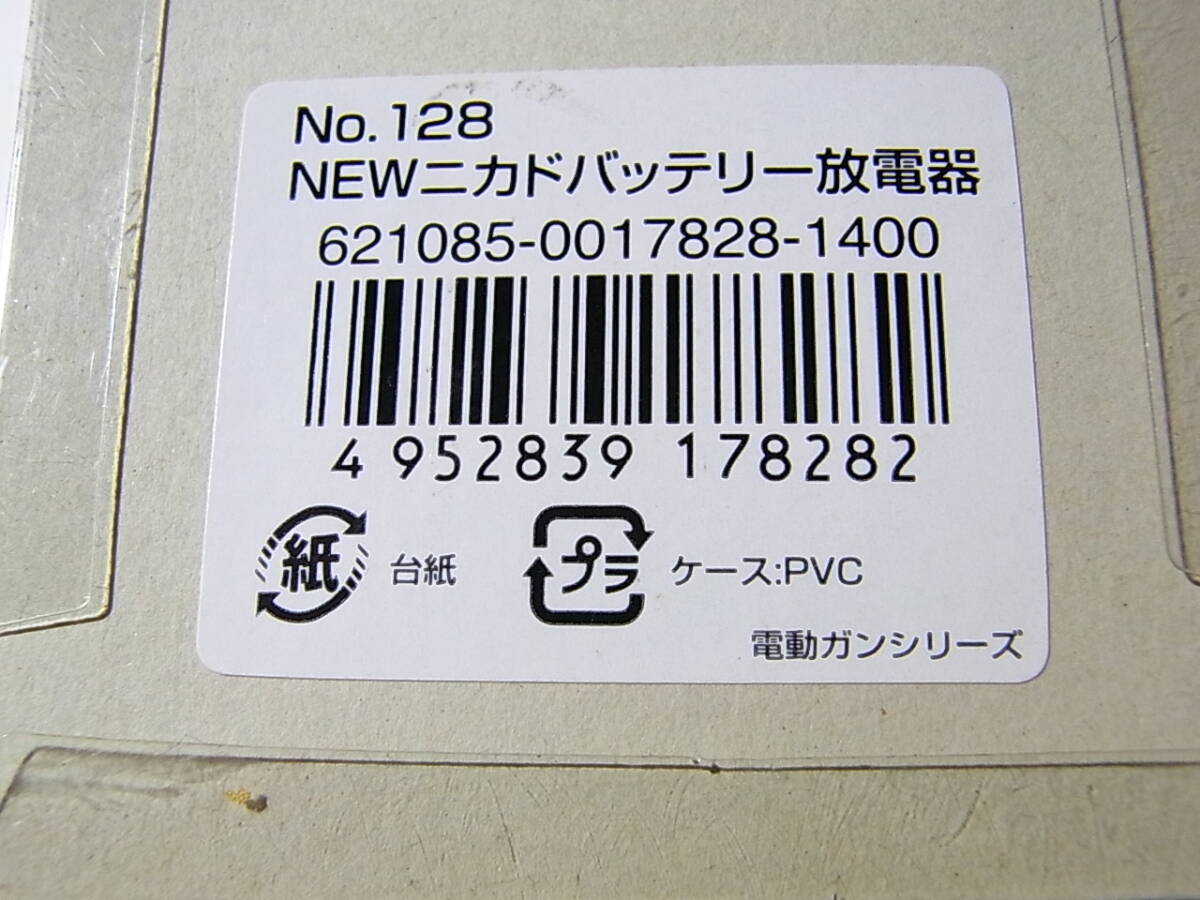 No.128
NEWニカドバッテリー放電器
621085-0017828-1400
4 952839 178282
紙 台紙 プラ ケース:PVC
電動ガンシリーズ